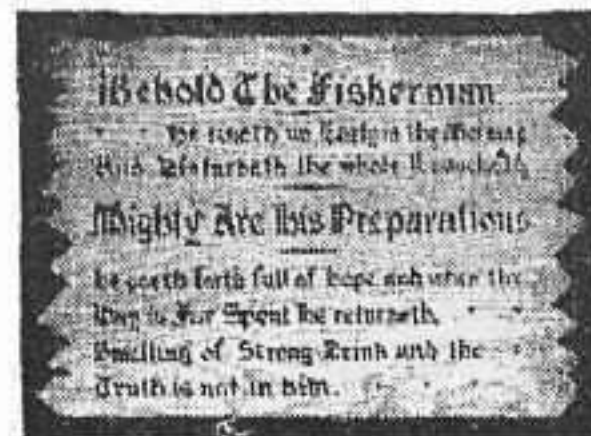 Behold The Fisherman
he riseth up Early in the Morning
And Disturbeth the whole Household
Mighty Are His Preparations
he goeth forth full of hope and when the
Day is Far Spent he returneth,
Smelling of Strong Drink and the
Truth is not in him.